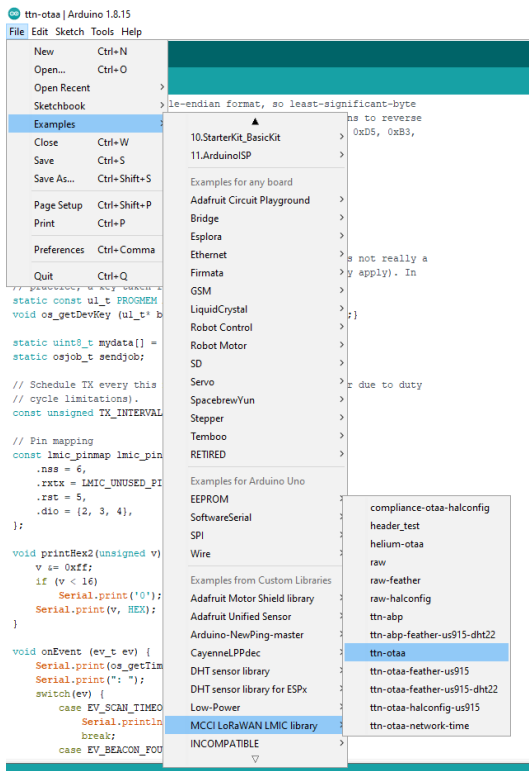 ttn-otaa | Arduino 1.8.15
File Edit Sketch Tools Help
New Ctrl+N
Open... Ctrl+O
Open Recent
Sketchbook
Examples
Close Ctrl+W
Save Ctrl+S
Save As... Ctrl+Shift+S
Page Setup Ctrl+Shift+P
Print Ctrl+P
Preferences Ctrl+Comma
Quit Ctrl+Q
10.StarterKit_BasicKit
11.ArduinoISP
Examples for any board
Adafruit Circuit Playground
Bridge
Esplora
Ethernet
Firmata
GSM
LiquidCrystal
Robot Control
Robot Motor
SD
Servo
SpacebrewYun
Stepper
Temboo
RETIRED
Examples for Arduino Uno
EEPROM
SoftwareSerial
SPI
Wire
Examples from Custom Libraries
Adafruit Motor Shield library
Adafruit Unified Sensor
Arduino-NewPing-master
CayenneLPPdec
DHT sensor library
DHT sensor library for ESPx
Low-Power
MCCI LoRaWAN LMIC library
INCOMPATIBLE
compliance-otaa-halconfig
header_test
helium-otaa
raw
raw-feather
raw-halconfig
ttn-abp
ttn-abp-feather-us915-dht22
ttn-otaa
ttn-otaa-feather-us915
ttn-otaa-feather-us915-dht22
ttn-otaa-halconfig-us915
ttn-otaa-network-time
le-endian format, so least-significant-byte
ns to reverse
0xD5, 0xB3,
s not really a
y apply). In
static const u1_t PROGMEM
void os_getDevKey (u1_t* b ;}
static uint8_t mydata[] =
static osjob_t sendjob;
// Schedule TX every this r due to duty
// cycle limitations).
const unsigned TX_INTERVAL
// Pin mapping
const lmic_pinmap lmic_pin
.nss = 6,
.rxtx = LMIC_UNUSED_PI
.rst = 5,
.dio = {2, 3, 4},
};
void printHex2(unsigned v)
v &= 0xff;
if (v < 16)
Serial.print('0');
Serial.print(v, HEX);
}
void onEvent (ev_t ev) {
Serial.print(os_getTim
Serial.print(": ");
switch(ev) {
case EV_SCAN_TIMEO
Serial.println
break;
case EV_BEACON_FOU